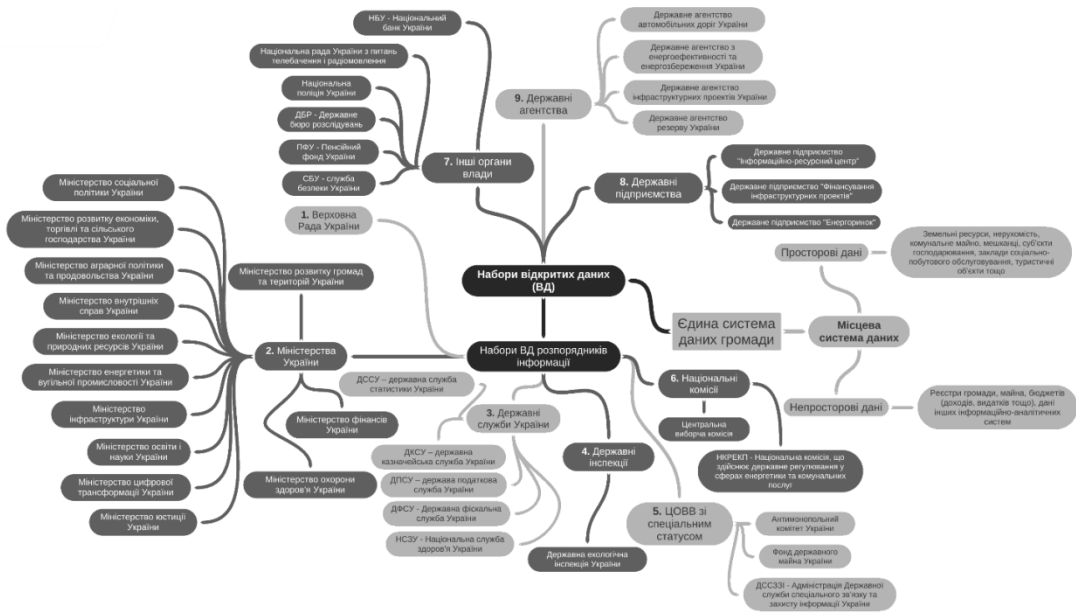 НБУ - Національний
банк України
Національна рада України з питань
телебачення і радіомовлення
Національна
поліція України
ДБР - Державне
бюро розслідувань
ПФУ - Пенсійний
фонд України
СБУ - служба
безпеки України
7. Інші органи
влади
9. Державні
агентства
Державне агентство
автомобільних доріг України
Державне агентство з
енергоефективності та
енергозбереження України
Державне агентство
інфраструктурних проектів України
Державне агентство
резерву України
8. Державні
підприємства
Державне підприємство
"Інформаційно-ресурсний центр"
Державне підприємство "Фінансування
інфраструктурних проектів"
Державне підприємство "Енергоринок"
1. Верховна
Рада України
Набори відкритих даних
(ВД)
Єдина система
даних громади
Місцева
система даних
Просторові дані
Земельні ресурси, нерухомість,
комунальне майно, мешканці, суб'єкти
господарювання, заклади соціально-
побутового обслуговування, туристичні
об'єкти тощо
Непросторові дані
Реєстри громади, майна, бюджетів
(доходів, видатків тощо), дані
інших інформаційно-аналітичних
систем
Набори ВД розпорядників
інформації
2. Міністерства
України
Міністерство соціальної
політики України
Міністерство розвитку економіки,
торгівлі та сільського
господарства України
Міністерство аграрної політики
та продовольства України
Міністерство внутрішніх
справ України
Міністерство екології та
природних ресурсів України
Міністерство енергетики та
вугільної промисловості України
Міністерство
інфраструктури України
Міністерство освіти і
науки України
Міністерство цифрової
трансформації України
Міністерство юстиції
України
Міністерство розвитку громад
та територій України
Міністерство фінансів
України
Міністерство охорони
здоров'я України
3. Державні
служби України
ДССУ – державна служба
статистики України
ДКСУ – державна
казначейська служба України
ДПСУ – держава податкова
служба України
ДФСУ - Державна фіскальна
служба України
НСЗУ - Національна служба
здоров'я України
4. Державні
інспекції
Державна екологічна
інспекція України
5. ЦОВВ зі
спеціальним
статусом
Антимонопольний
комітет України
Фонд державного
майна України
ДССЗЗІ - Адміністрація Державної
служби спеціального зв'язку та
захисту інформації України
6. Національні
комісії
Центральна
виборча комісія
НКРЕКП - Національна комісія, що
здійснює державне регулювання у
сферах енергетики та комунальних
послуг